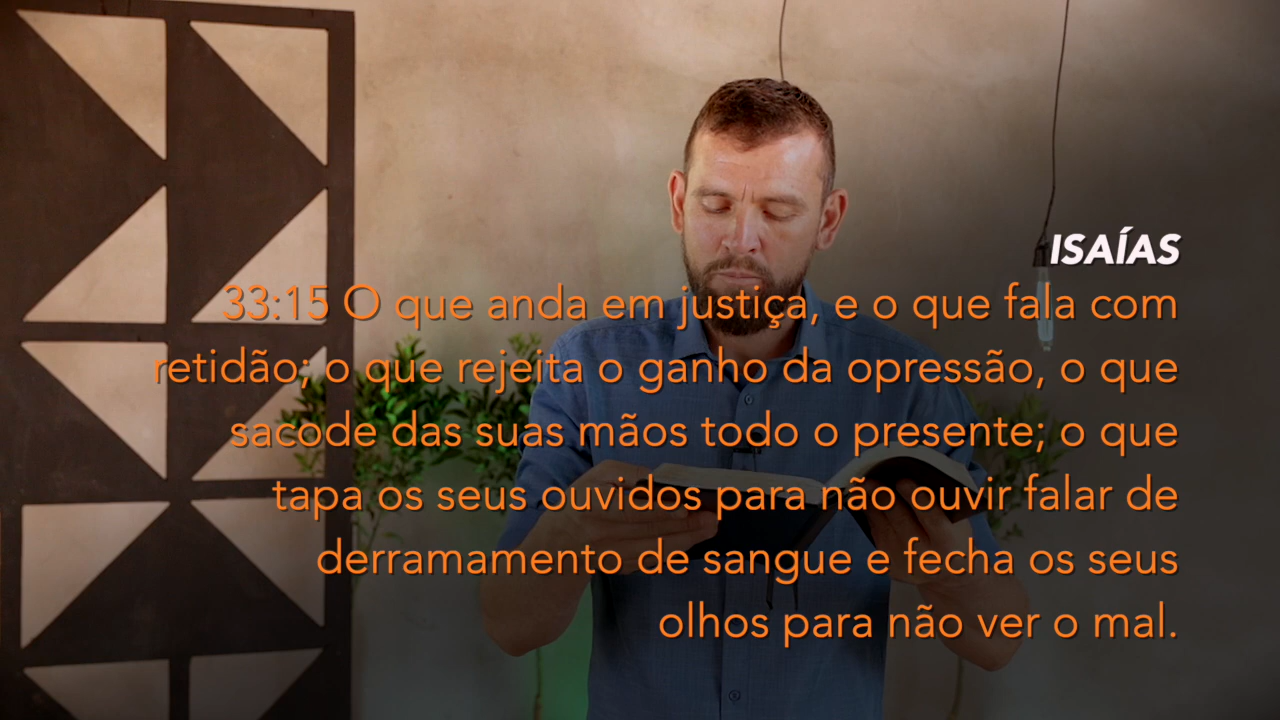 ISAÍAS
33:15 O que anda em justiça, e o que fala com
retidão; o que rejeita o ganho da opressão, o que
sacode das suas mãos todo o presente; o que
tapa os seus ouvidos para não ouvir falar de
derramamento de sangue e fecha os seus
olhos para não ver o mal.